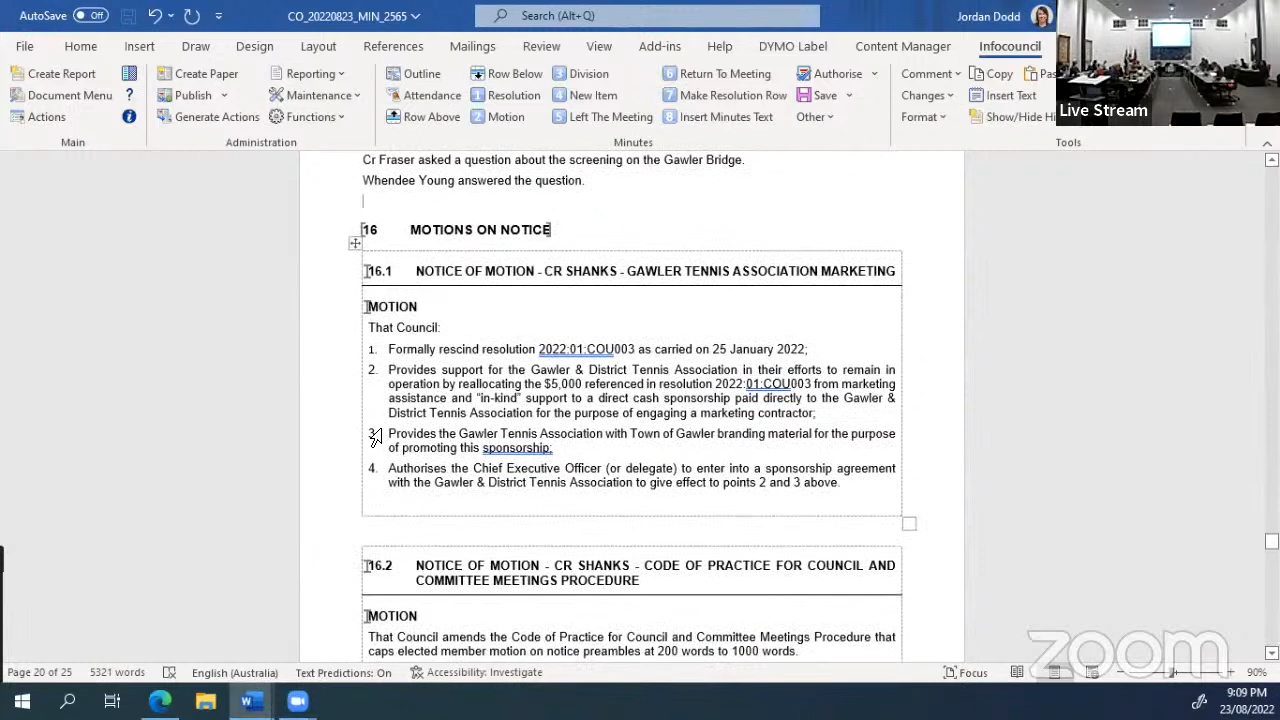 AutoSave Off CO_20220823_MIN_2565 Search (Alt+Q) Jordan Dodd
File Home Insert Draw Design Layout References Mailings Review View Add-ins Help DYMO Label Content Manager Infocouncil
Create Report Create Paper Reporting Outline Row Below 3 Division 6 Return To Meeting Authorise Comment Copy Pas
Document Menu ? Publish Maintenance Attendance 1 Resolution 4 New Item 7 Make Resolution Row Save Changes Insert Text
Actions Generate Actions Functions Row Above 2 Motion 5 Left The Meeting 8 Insert Minutes Text Other Format Show/Hide Hi
Main Administration Minutes Tools
Live Stream
Cr Fraser asked a question about the screening on the Gawler Bridge.
Whendee Young answered the question.
16 MOTIONS ON NOTICE
16.1 NOTICE OF MOTION - CR SHANKS - GAWLER TENNIS ASSOCIATION MARKETING
MOTION
That Council:
1. Formally rescind resolution 2022:01:COU003 as carried on 25 January 2022;
2. Provides support for the Gawler & District Tennis Association in their efforts to remain in
operation by reallocating the $5,000 referenced in resolution 2022:01:COU003 from marketing
assistance and "in-kind" support to a direct cash sponsorship paid directly to the Gawler &
District Tennis Association for the purpose of engaging a marketing contractor;
3. Provides the Gawler Tennis Association with Town of Gawler branding material for the purpose
of promoting this sponsorship;
4. Authorises the Chief Executive Officer (or delegate) to enter into a sponsorship agreement
with the Gawler & District Tennis Association to give effect to points 2 and 3 above.
16.2 NOTICE OF MOTION - CR SHANKS - CODE OF PRACTICE FOR COUNCIL AND
COMMITTEE MEETINGS PROCEDURE
MOTION
That Council amends the Code of Practice for Council and Committee Meetings Procedure that
caps elected member motion on notice preambles at 200 words to 1000 words.
zoom
Page 20 of 25 5321 words English (Australia) Text Predictions: On Accessibility: Investigate Focus 90%
9:09 PM
23/08/2022